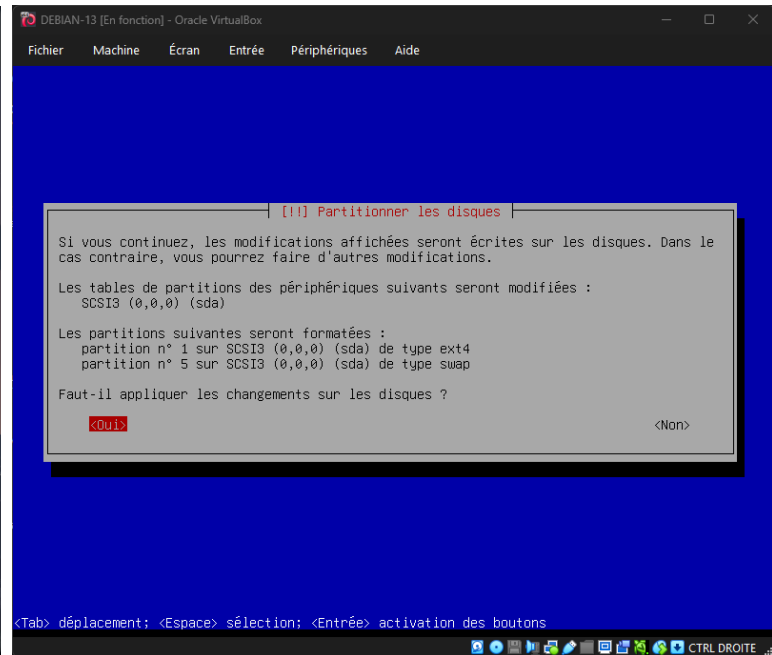 DEBIAN-13 [En fonction] - Oracle VirtualBox
Fichier Machine Écran Entrée Périphériques Aide
[!!] Partitionner les disques
Si vous continuez, les modifications affichées seront écrites sur les disques. Dans le
cas contraire, vous pourrez faire d'autres modifications.
Les tables de partitions des périphériques suivants seront modifiées :
SCSI3 (0,0,0) (sda)
Les partitions suivantes seront formatées :
partition n° 1 sur SCSI3 (0,0,0) (sda) de type ext4
partition n° 5 sur SCSI3 (0,0,0) (sda) de type swap
Faut-il appliquer les changements sur les disques ?
<Oui> <Non>
<Tab> déplacement; <Espace> sélection; <Entrée> activation des boutons
CTRL DROITE